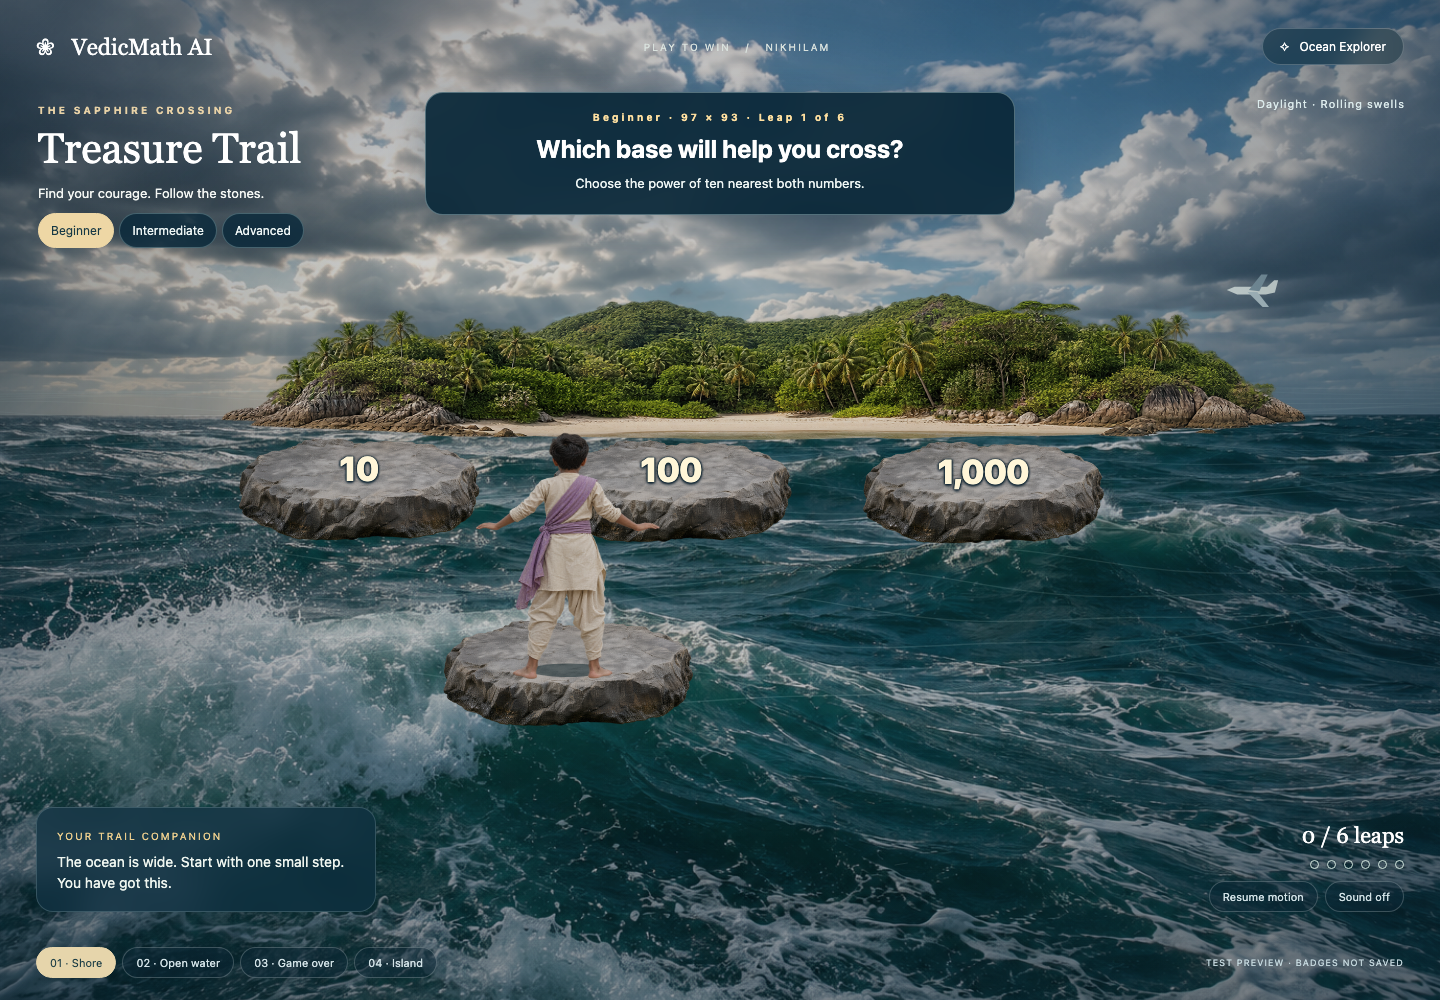 VedicMath AI
PLAY TO WIN / NIKHILAM
Ocean Explorer
THE SAPPHIRE CROSSING
Treasure Trail
Find your courage. Follow the stones.
Beginner
Intermediate
Advanced
Beginner · 97 × 93 · Leap 1 of 6
Which base will help you cross?
Choose the power of ten nearest both numbers.
Daylight · Rolling swells
10
100
1,000
YOUR TRAIL COMPANION
The ocean is wide. Start with one small step.
You have got this.
0 / 6 leaps
Resume motion
Sound off
01 · Shore
02 · Open water
03 · Game over
04 · Island
TEST PREVIEW · BADGES NOT SAVED